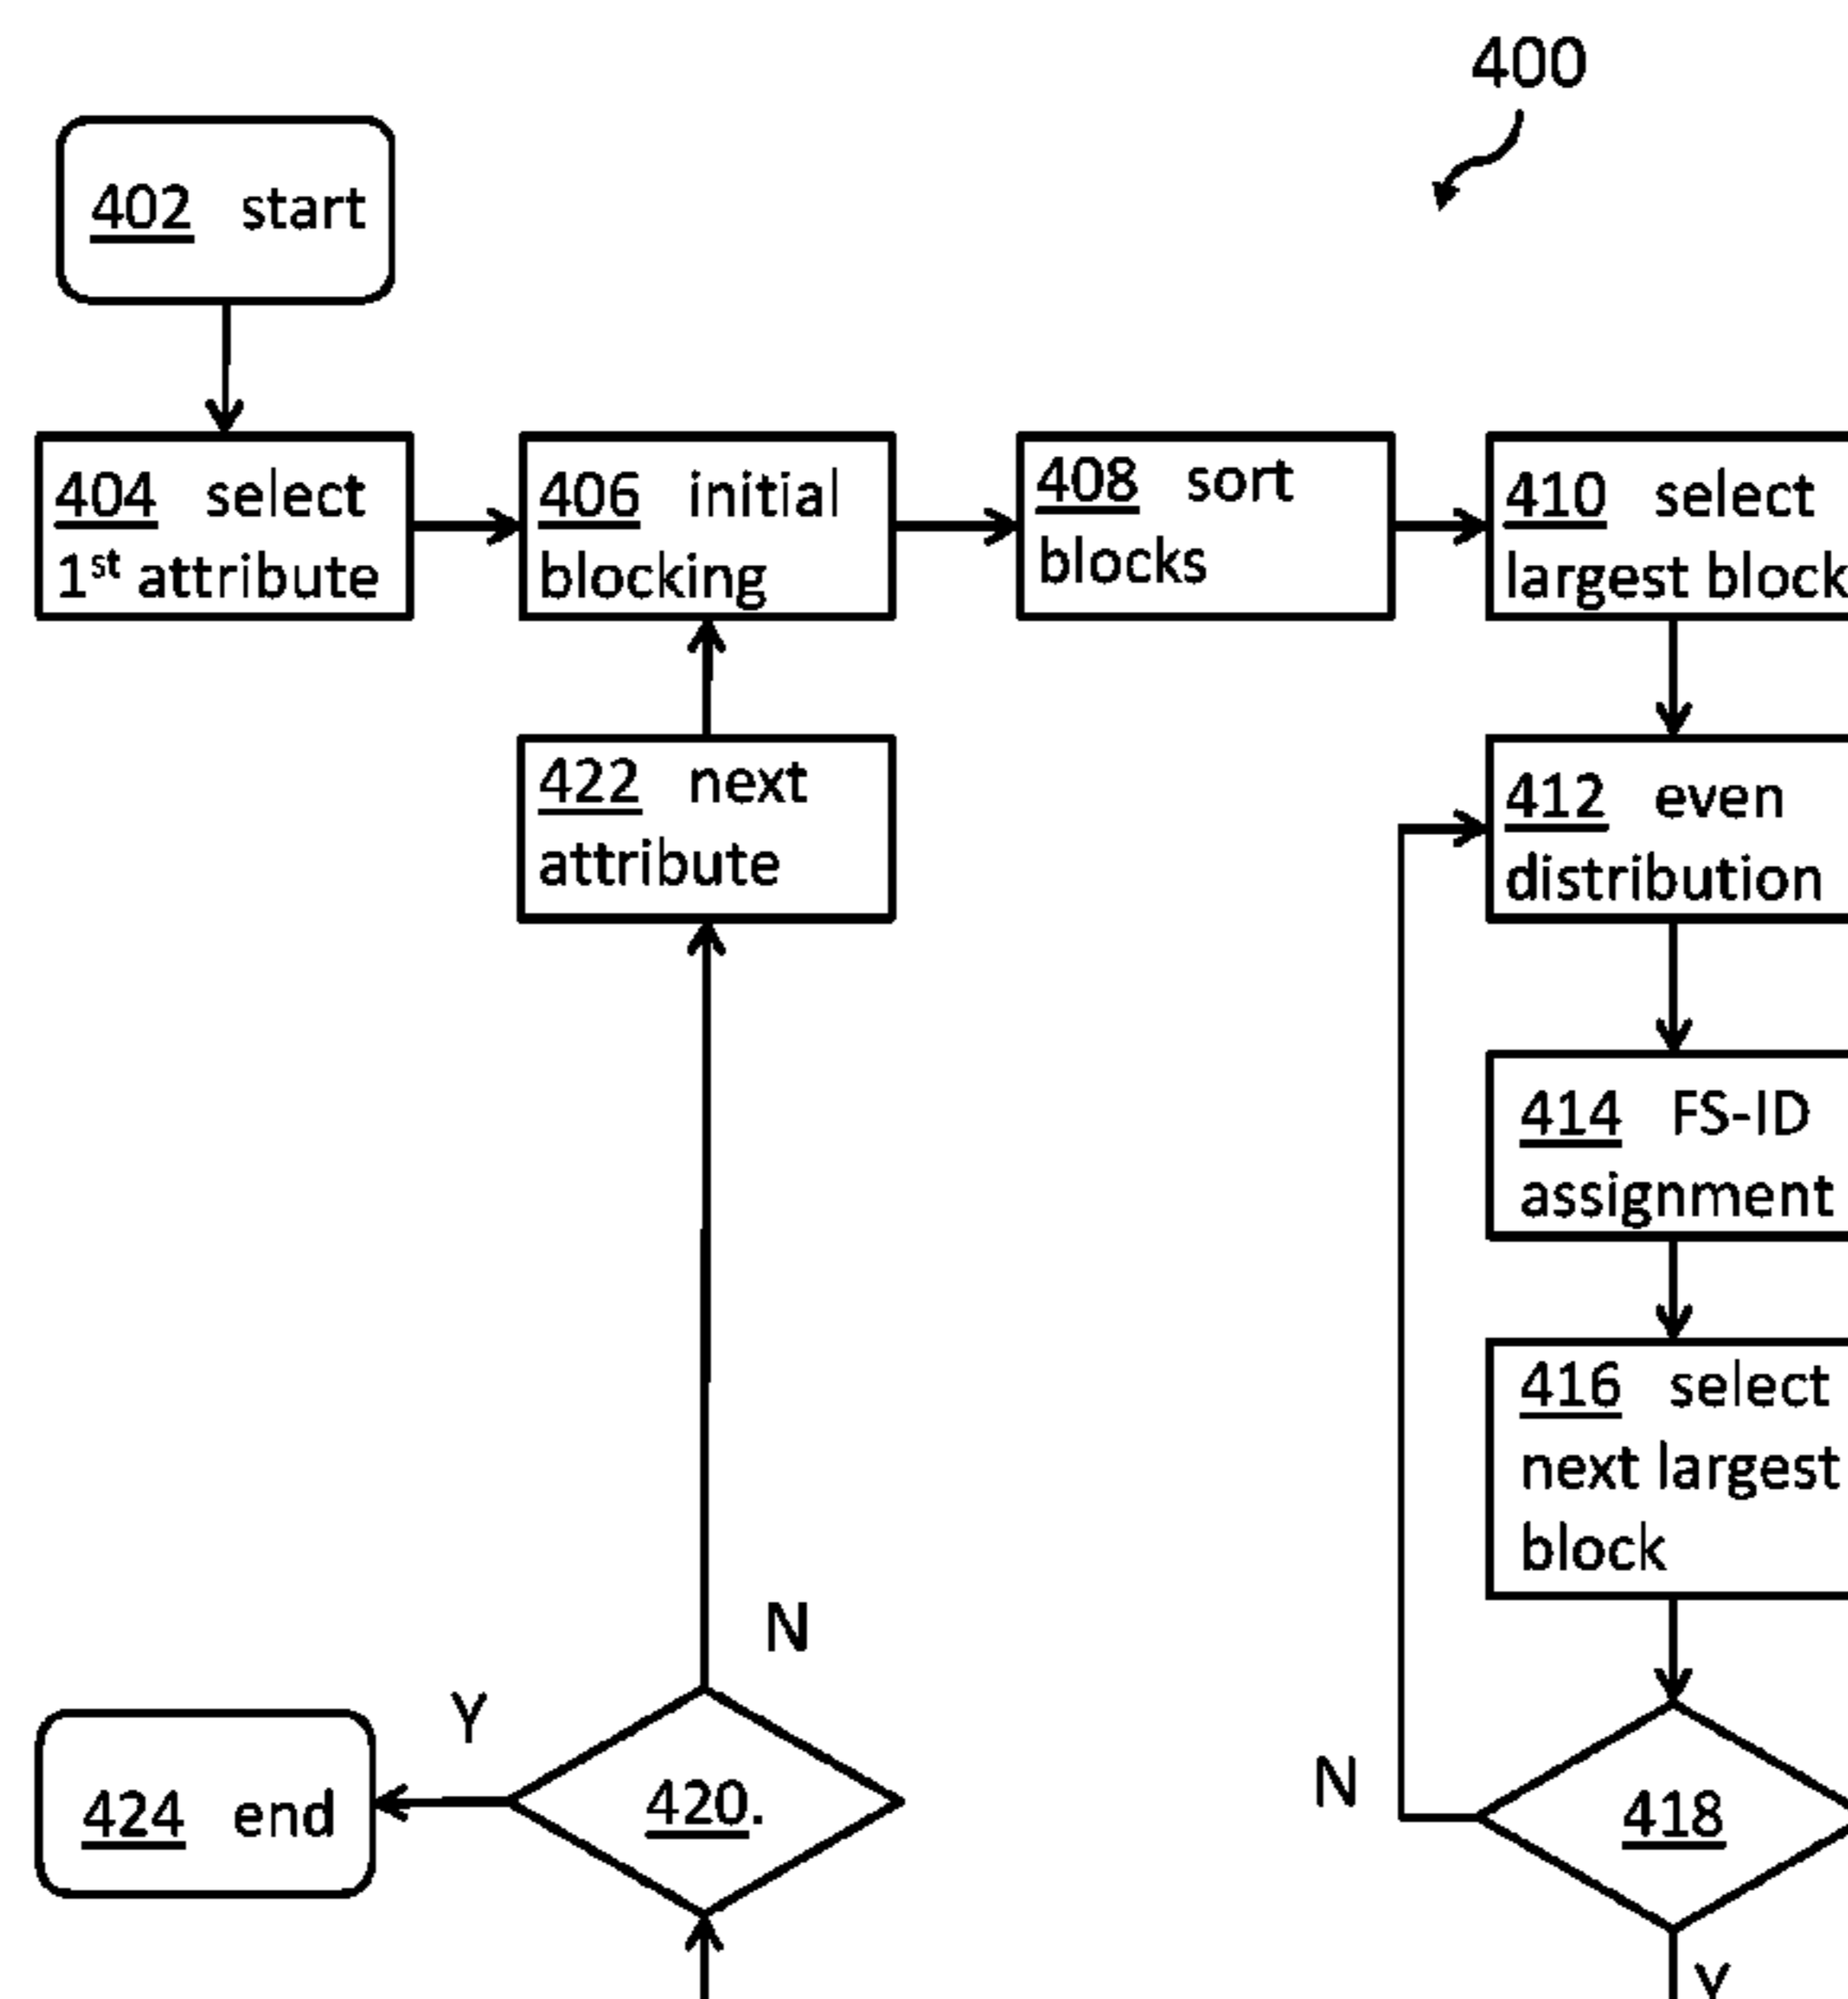 400
402 start
404 select
1st attribute
406 initial
blocking
408 sort
blocks
410 select
largest block
422 next
attribute
412 even
distribution
414 FS-ID
assignment
416 select
next largest
block
N
Y
424 end
420.
N
418
Y